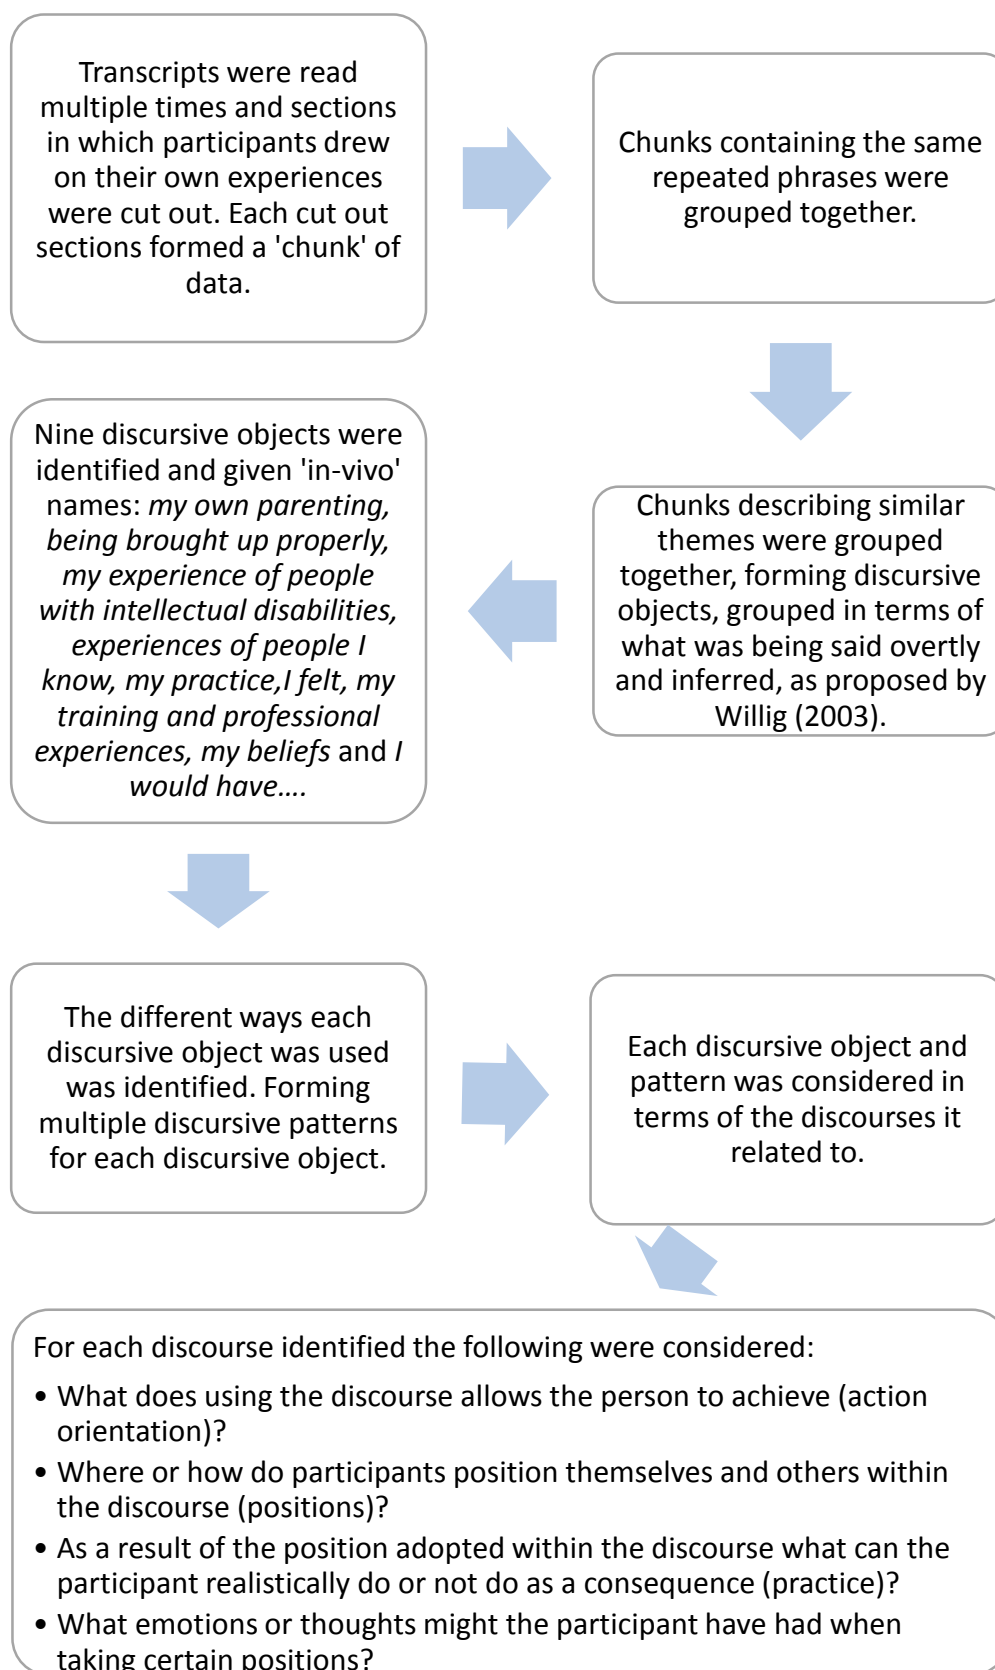 Transcripts were read
multiple times and sections
in which participants drew
on their own experiences
were cut out. Each cut out
sections formed a 'chunk' of
data.
Chunks containing the same
repeated phrases were
grouped together.
Chunks describing similar
themes were grouped
together, forming discursive
objects, grouped in terms of
what was being said overtly
and inferred, as proposed by
Willig (2003).
Nine discursive objects were
identified and given 'in-vivo'
names: my own parenting,
being brought up properly,
my experience of people
with intellectual disabilities,
experiences of people I
know, my practice,I felt, my
training and professional
experiences, my beliefs and I
would have....
The different ways each
discursive object was used
was identified. Forming
multiple discursive patterns
for each discursive object.
Each discursive object and
pattern was considered in
terms of the discourses it
related to.
For each discourse identified the following were considered:
• What does using the discourse allows the person to achieve (action
orientation)?
• Where or how do participants position themselves and others within
the discourse (positions)?
• As a result of the position adopted within the discourse what can the
participant realistically do or not do as a consequence (practice)?
• What emotions or thoughts might the participant have had when
taking certain positions?